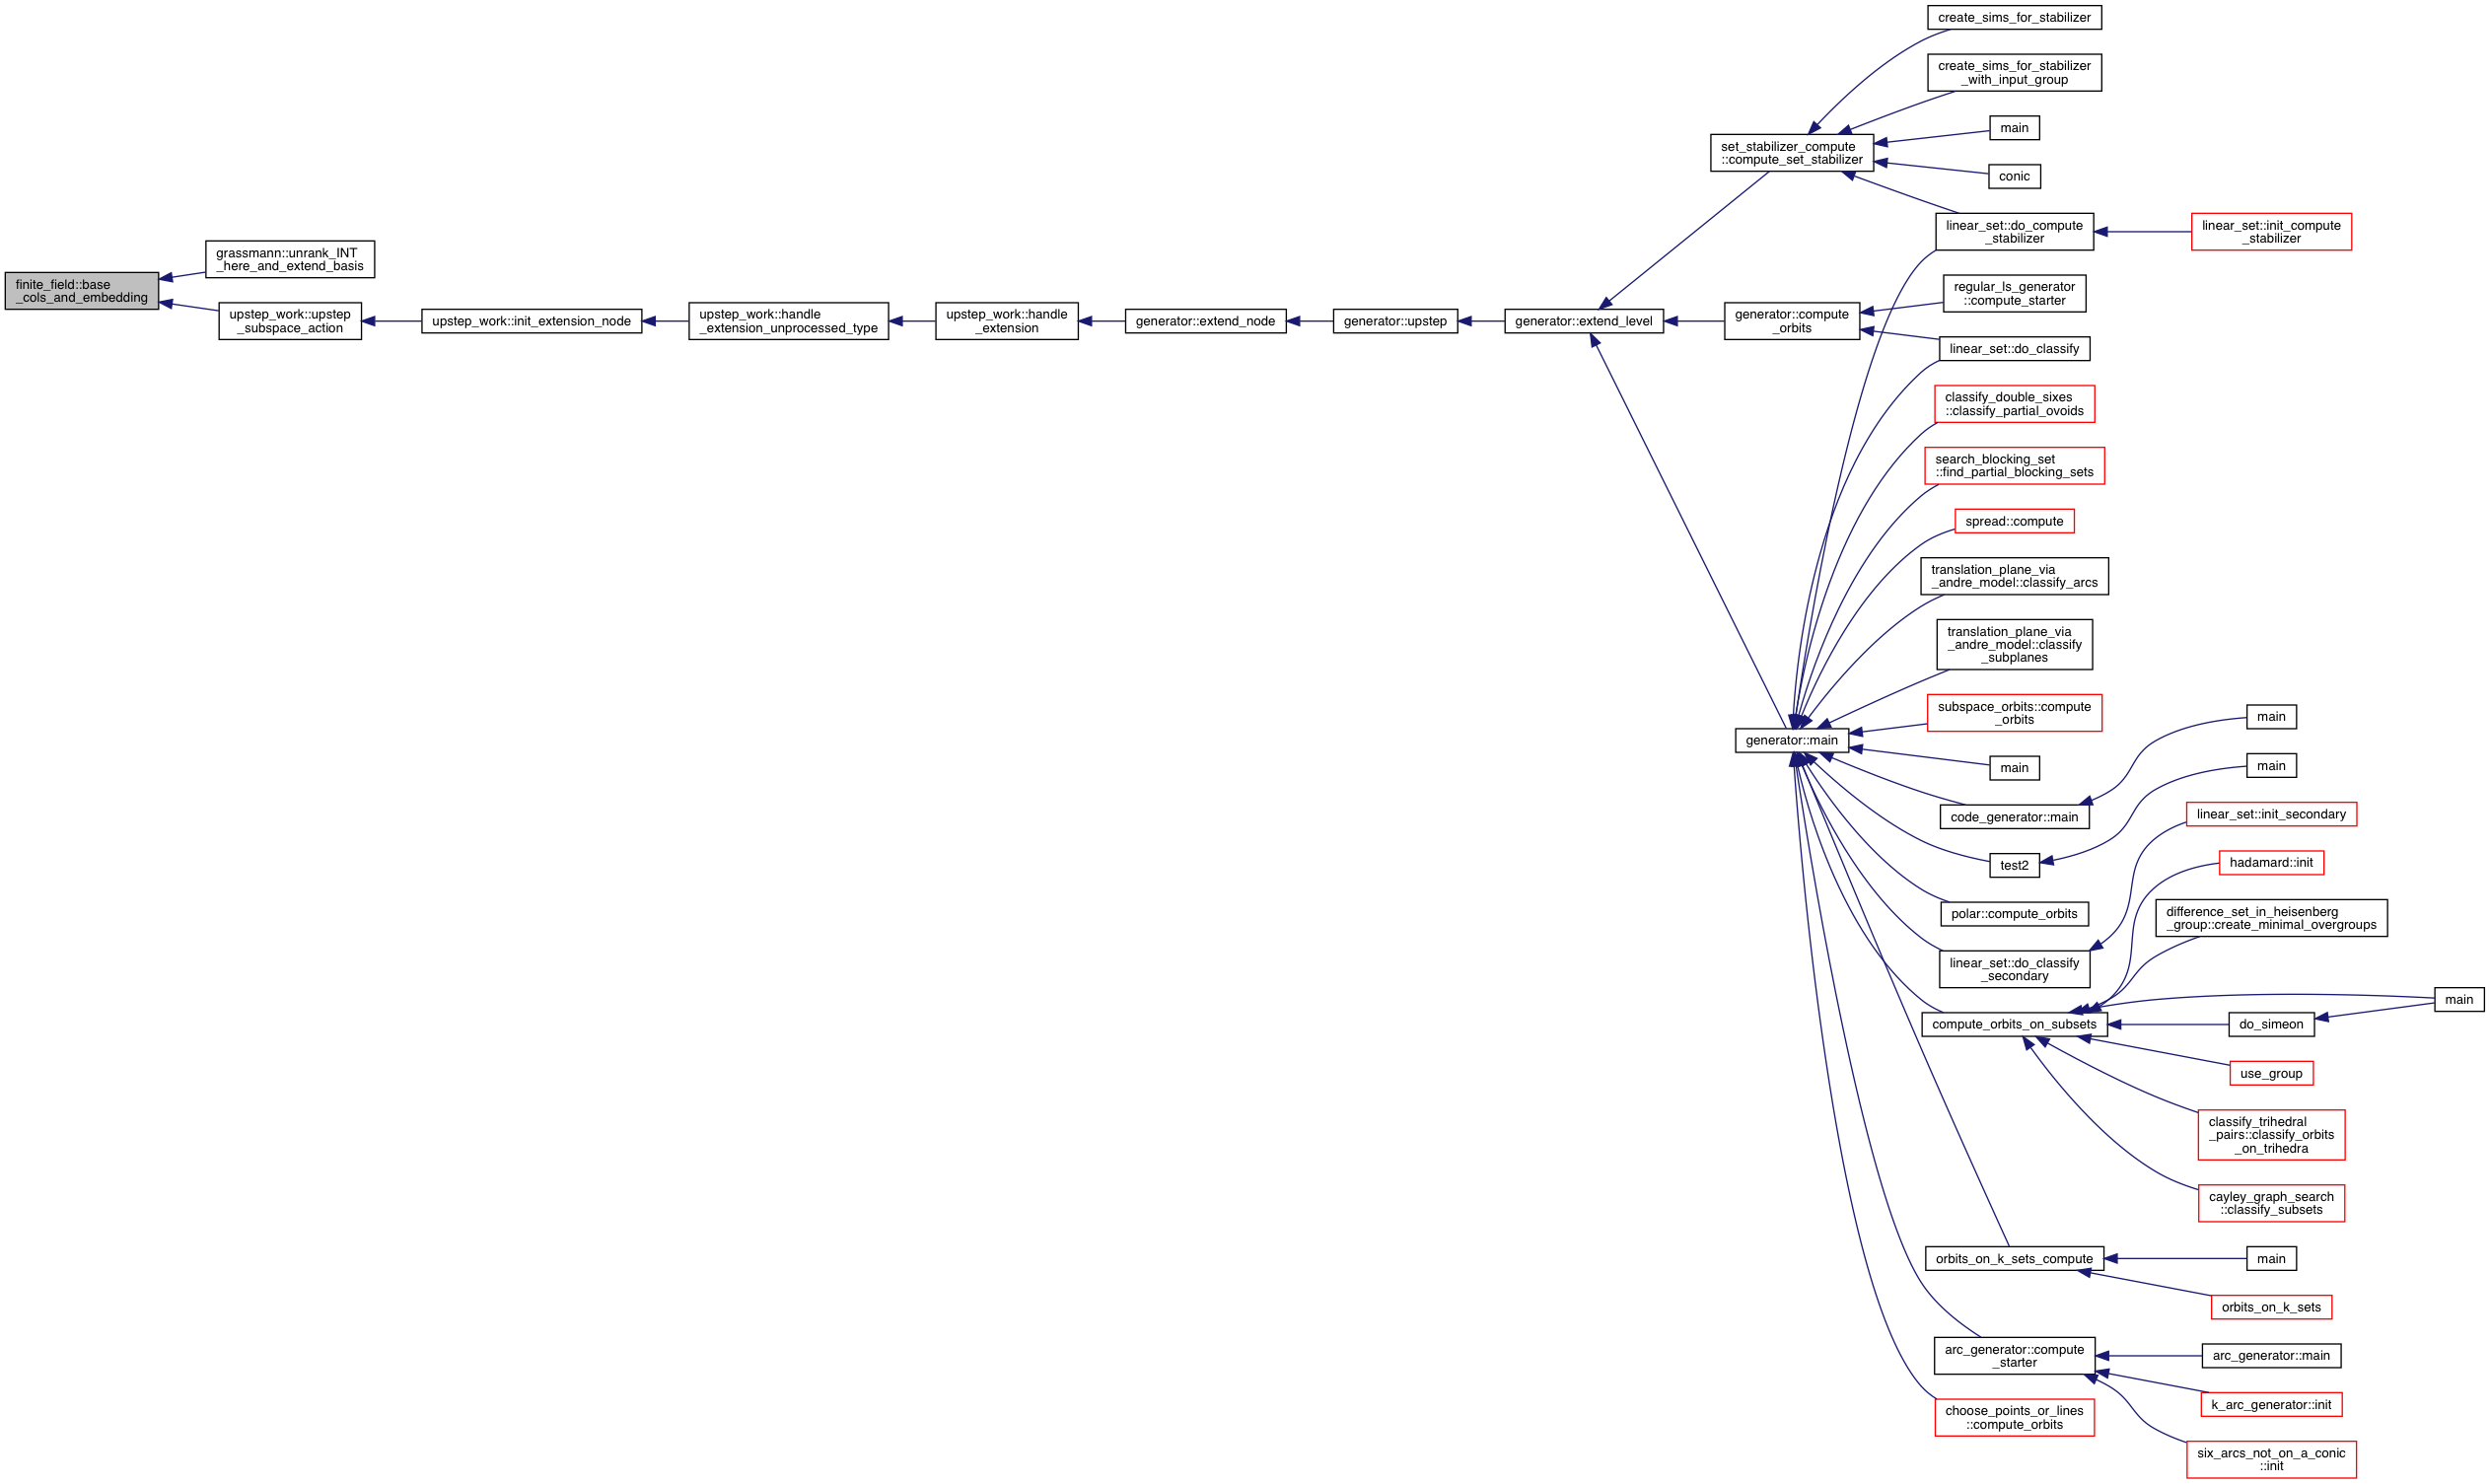 finite_field::base
_cols_and_embedding
grassmann::unrank_INT
_here_and_extend_basis
upstep_work::upstep
_subspace_action
upstep_work::init_extension_node
upstep_work::handle
_extension_unprocessed_type
upstep_work::handle
_extension
generator::extend_node
generator::upstep
generator::extend_level
set_stabilizer_compute
::compute_set_stabilizer
create_sims_for_stabilizer
create_sims_for_stabilizer
_with_input_group
main
conic
linear_set::do_compute
_stabilizer
linear_set::init_compute
_stabilizer
generator::compute
_orbits
regular_ls_generator
::compute_starter
linear_set::do_classify
generator::main
classify_double_sixes
::classify_partial_ovoids
search_blocking_set
::find_partial_blocking_sets
spread::compute
translation_plane_via
_andre_model::classify_arcs
translation_plane_via
_andre_model::classify
_subplanes
subspace_orbits::compute
_orbits
main
code_generator::main
main
test2
main
polar::compute_orbits
linear_set::do_classify
_secondary
linear_set::init_secondary
compute_orbits_on_subsets
hadamard::init
difference_set_in_heisenberg
_group::create_minimal_overgroups
main
do_simeon
use_group
classify_trihedral
_pairs::classify_orbits
_on_trihedra
cayley_graph_search
::classify_subsets
orbits_on_k_sets_compute
main
orbits_on_k_sets
arc_generator::compute
_starter
arc_generator::main
k_arc_generator::init
six_arcs_not_on_a_conic
::init
choose_points_or_lines
::compute_orbits